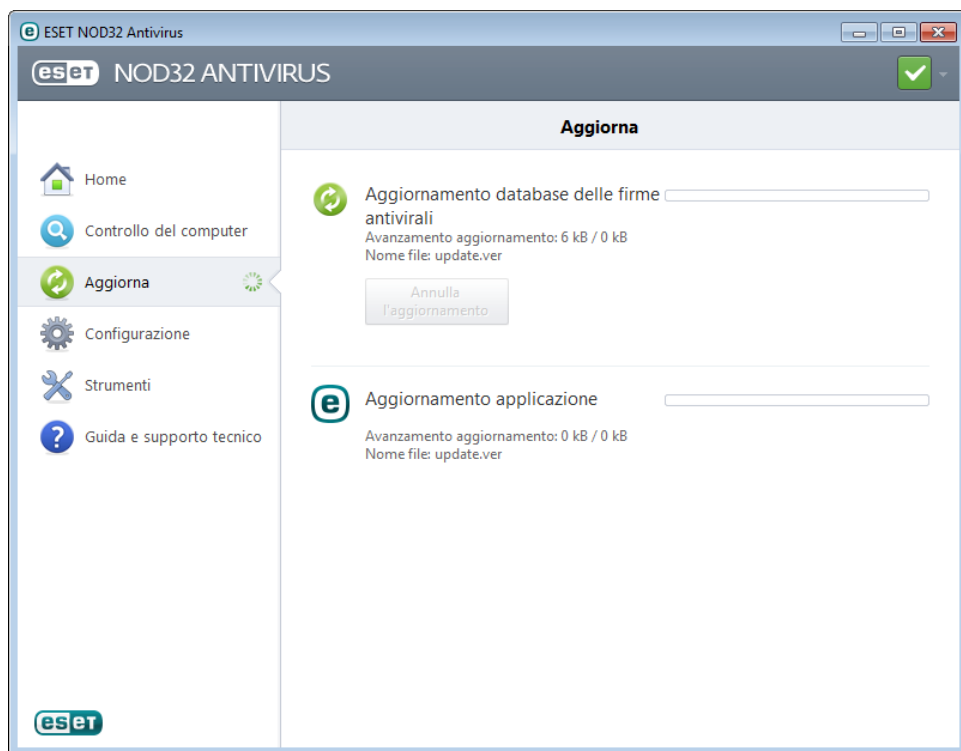 ESET NOD32 Antivirus
eseT NOD32 ANTIVIRUS
Aggiorna
Home
Controllo del computer
Aggiorna
Configurazione
Strumenti
Guida e supporto tecnico
Aggiornamento database delle firme
antivirali
Avanzamento aggiornamento: 6 kB / 0 kB
Nome file: update.ver
Annulla
l'aggiornamento
Aggiornamento applicazione
Avanzamento aggiornamento: 0 kB / 0 kB
Nome file: update.ver
eseT